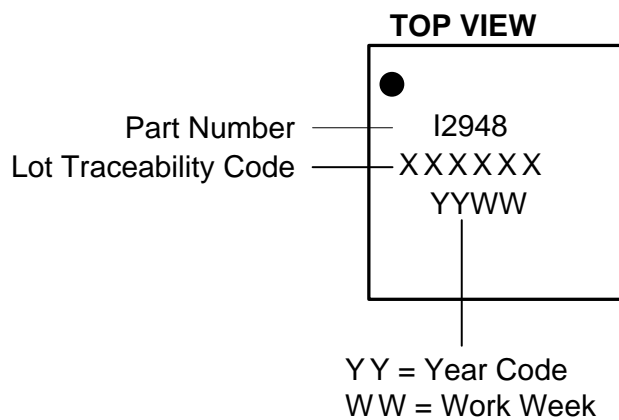 TOP VIEW
Part Number
I2948
Lot Traceability Code
XXXXXX
YYWW
YY = Year Code
WW = Work Week